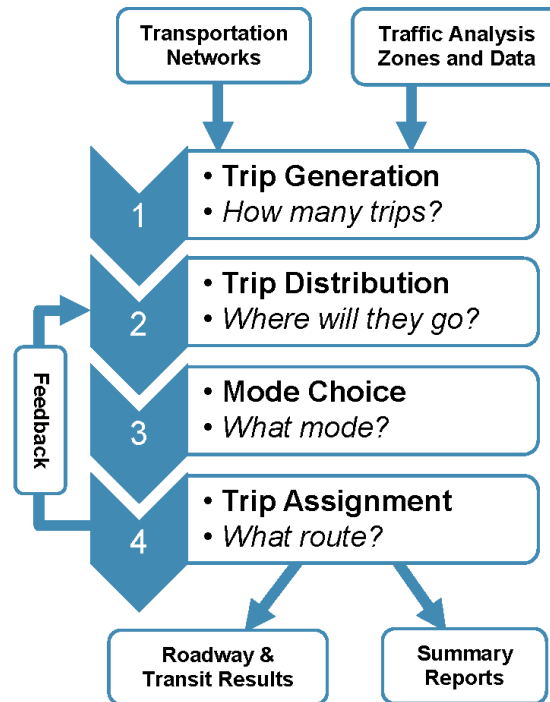 Transportation
Networks
Traffic Analysis
Zones and Data
1
• Trip Generation
• How many trips?
2
• Trip Distribution
• Where will they go?
Feedback
3
• Mode Choice
• What mode?
4
• Trip Assignment
• What route?
Roadway &
Transit Results
Summary
Reports